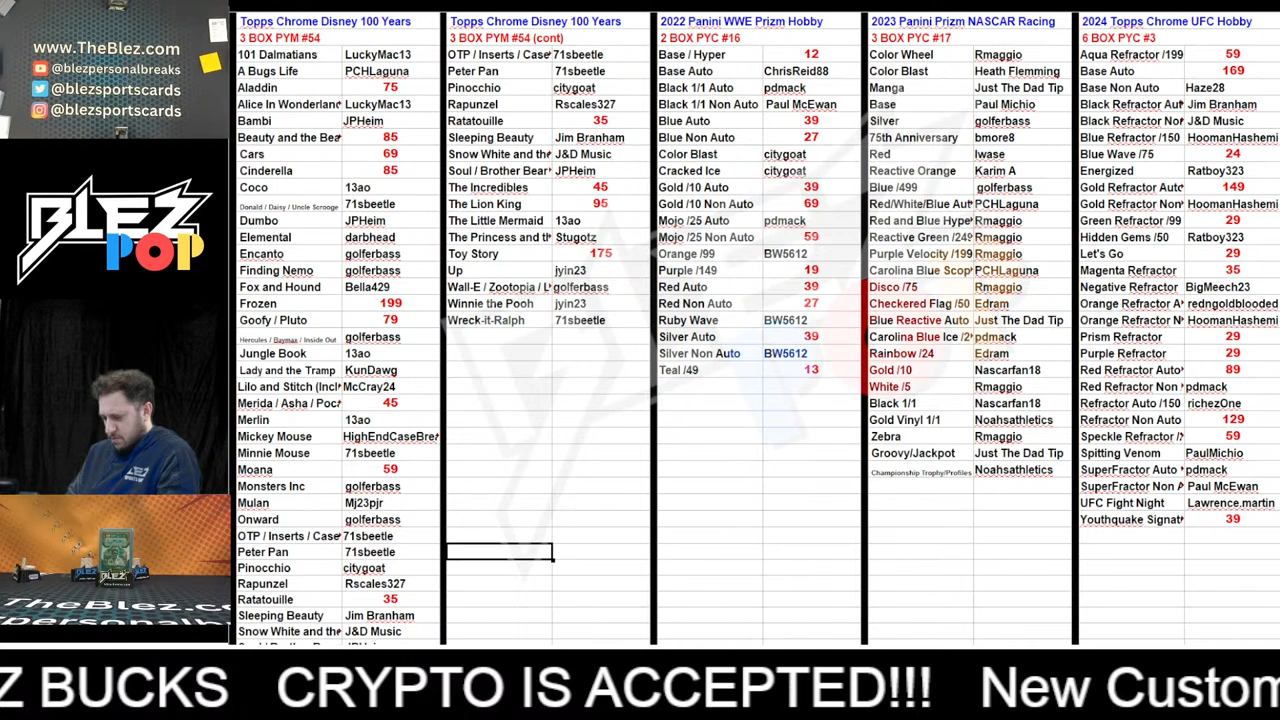 www.TheBlez.com
@blezpersonalbreaks
@blezsportscards
@blezsportscards
BLEZ
POP
BLEZ
TheBlez.co
Topps Chrome Disney 100 Years
3 BOX PYM #54
101 Dalmatians LuckyMac13
A Bugs Life PCHLaguna
Aladdin 75
Alice In Wonderlan LuckyMac13
Bambi JPHeim
Beauty and the Bea 85
Cars 69
Cinderella 85
Coco 13ao
Donald / Daisy / Uncle Scrooge 71sbeetle
Dumbo JPHeim
Elemental darbhead
Encanto golferbass
Finding Nemo golferbass
Fox and Hound Bella429
Frozen 199
Goofy / Pluto 79
Hercules / Baymax / Inside Out golferbass
Jungle Book 13ao
Lady and the Tramp KunDawg
Lilo and Stitch (Incl McCray24
Merida / Asha / Poc 45
Merlin 13ao
Mickey Mouse HighEndCaseBre
Minnie Mouse 71sbeetle
Moana 59
Monsters Inc golferbass
Mulan Mj23pjr
Onward golferbass
OTP / Inserts / Case 71sbeetle
Peter Pan 71sbeetle
Pinocchio citygoat
Rapunzel Rscales327
Ratatouille 35
Sleeping Beauty Jim Branham
Snow White and the J&D Music
Topps Chrome Disney 100 Years
3 BOX PYM #54 (cont)
OTP / Inserts / Case 71sbeetle
Peter Pan 71sbeetle
Pinocchio citygoat
Rapunzel Rscales327
Ratatouille 35
Sleeping Beauty Jim Branham
Snow White and the J&D Music
Soul / Brother Bear JPHeim
The Incredibles 45
The Lion King 95
The Little Mermaid 13ao
The Princess and th Stugotz
Toy Story 175
Up jyin23
Wall-E / Zootopia / L golferbass
Winnie the Pooh jyin23
Wreck-it-Ralph 71sbeetle
2022 Panini WWE Prizm Hobby
2 BOX PYC #16
Base / Hyper 12
Base Auto ChrisReid88
Black 1/1 Auto pdmack
Black 1/1 Non Auto Paul McEwan
Blue Auto 39
Blue Non Auto 27
Color Blast citygoat
Cracked Ice citygoat
Gold /10 Auto 39
Gold /10 Non Auto 69
Mojo /25 Auto pdmack
Mojo /25 Non Auto 59
Orange /99 BW5612
Purple /149 19
Red Auto 39
Red Non Auto 27
Ruby Wave BW5612
Silver Auto 39
Silver Non Auto BW5612
Teal /49 13
2023 Panini Prizm NASCAR Racing
3 BOX PYC #17
Color Wheel Rmaggio
Color Blast Heath Flemming
Manga Just The Dad Tip
Base Paul Michio
Silver golferbass
75th Anniversary bmore8
Red Iwase
Reactive Orange Karim A
Blue /499 golferbass
Red/White/Blue Aut PCHLaguna
Red and Blue Hype Rmaggio
Reactive Green /249 Rmaggio
Purple Velocity /199 Rmaggio
Carolina Blue Scop PCHLaguna
Disco /75 Rmaggio
Checkered Flag /50 Edram
Blue Reactive Auto Just The Dad Tip
Carolina Blue Ice /2 pdmack
Rainbow /24 Edram
Gold /10 Nascarfan18
White /5 Rmaggio
Black 1/1 Nascarfan18
Gold Vinyl 1/1 Noahsathletics
Zebra Rmaggio
Groovy/Jackpot Just The Dad Tip
Championship Trophy/Profiles Noahsathletics
2024 Topps Chrome UFC Hobby
6 BOX PYC #3
Aqua Refractor /199 59
Base Auto 169
Base Non Auto Haze28
Black Refractor Aut Jim Branham
Black Refractor Nor J&D Music
Blue Refractor /150 HoomanHashemi
Blue Wave /75 24
Energized Ratboy323
Gold Refractor Auto 149
Gold Refractor Non HoomanHashemi
Green Refractor /99 29
Hidden Gems /50 Ratboy323
Let's Go 29
Magenta Refractor 35
Negative Refractor BigMeech23
Orange Refractor A redngoldblooded
Orange Refractor N HoomanHashemi
Prism Refractor 29
Purple Refractor 29
Red Refractor Auto 89
Red Refractor Non pdmack
Refractor Auto /150 richezOne
Refractor Non Auto 129
Speckle Refractor /2 59
Spitting Venom PaulMichio
SuperFractor Auto pdmack
SuperFractor Non A Paul McEwan
UFC Fight Night Lawrence.martin
Youthquake Signat 39
Z BUCKS CRYPTO IS ACCEPTED!!! New Custom